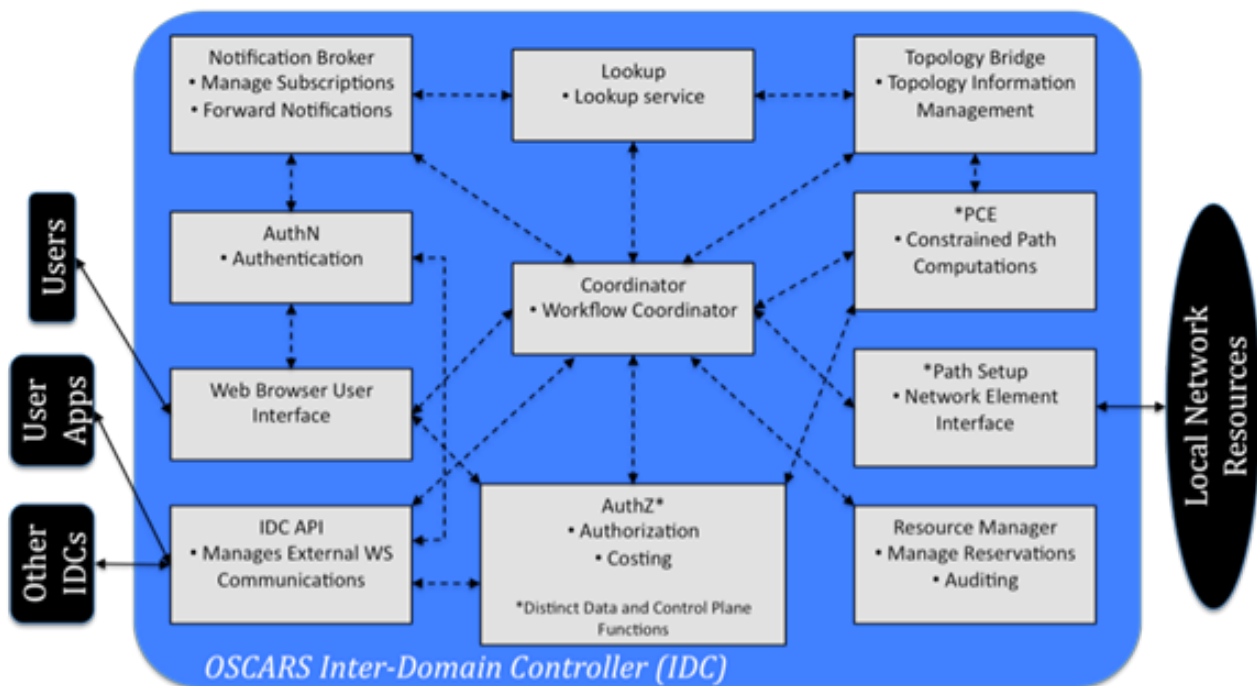 Notification Broker
• Manage Subscriptions
• Forward Notifications
Lookup
• Lookup service
Topology Bridge
• Topology Information
Management
Users
AuthN
• Authentication
*PCE
• Constrained Path
Computations
Coordinator
• Workflow Coordinator
User
Apps
Web Browser User
Interface
*Path Setup
• Network Element
Interface
Local Network
Resources
Other
IDCs
IDC API
• Manages External WS
Communications
AuthZ*
• Authorization
• Costing
*Distinct Data and Control Plane
Functions
Resource Manager
• Manage Reservations
• Auditing
OSCARS Inter-Domain Controller (IDC)